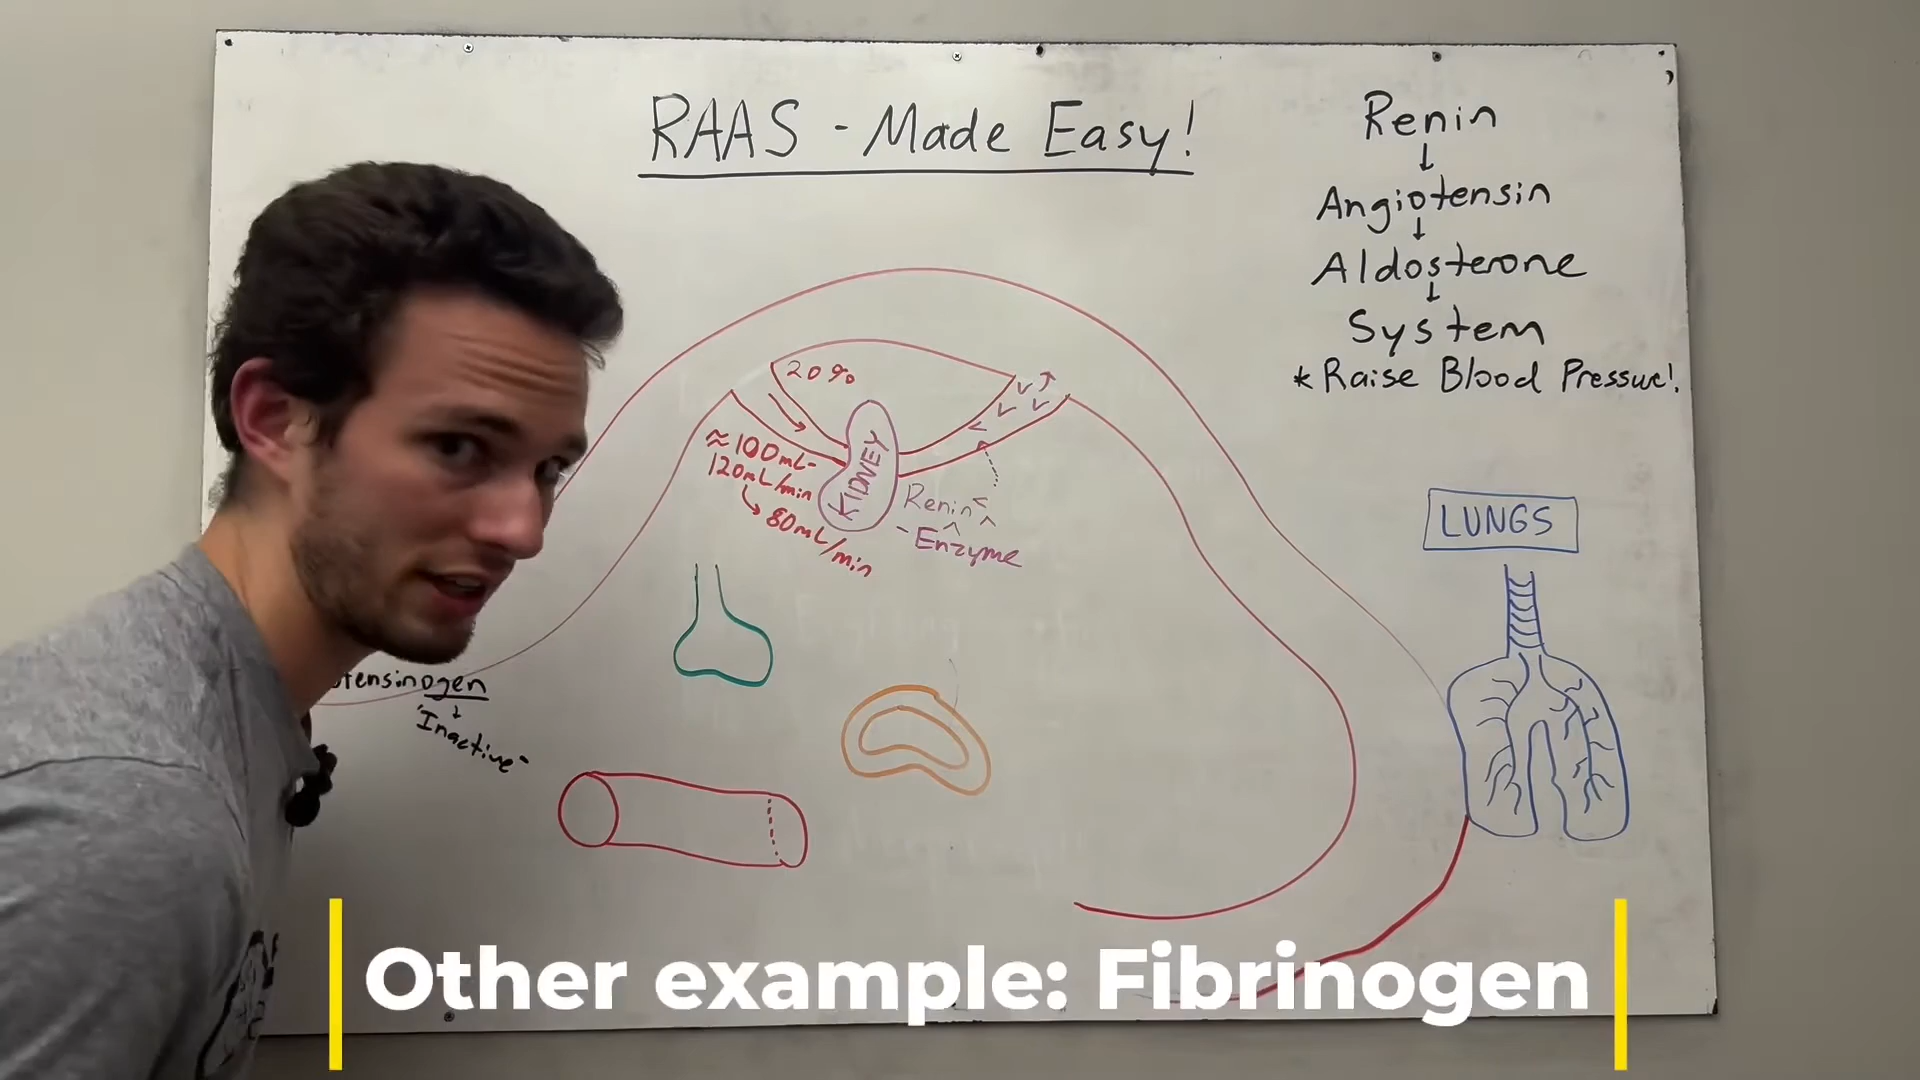 RAAS - Made Easy!
Renin
↓
Angiotensin
↓
Aldosterone
↓
System
* Raise Blood Pressure!
20%
≈100mL-
120mL/min
↳ 80mL/min
KIDNEY
Renin
- Enzyme
LUNGS
tensinogen
↓
"Inactive"
Other example: Fibrinogen